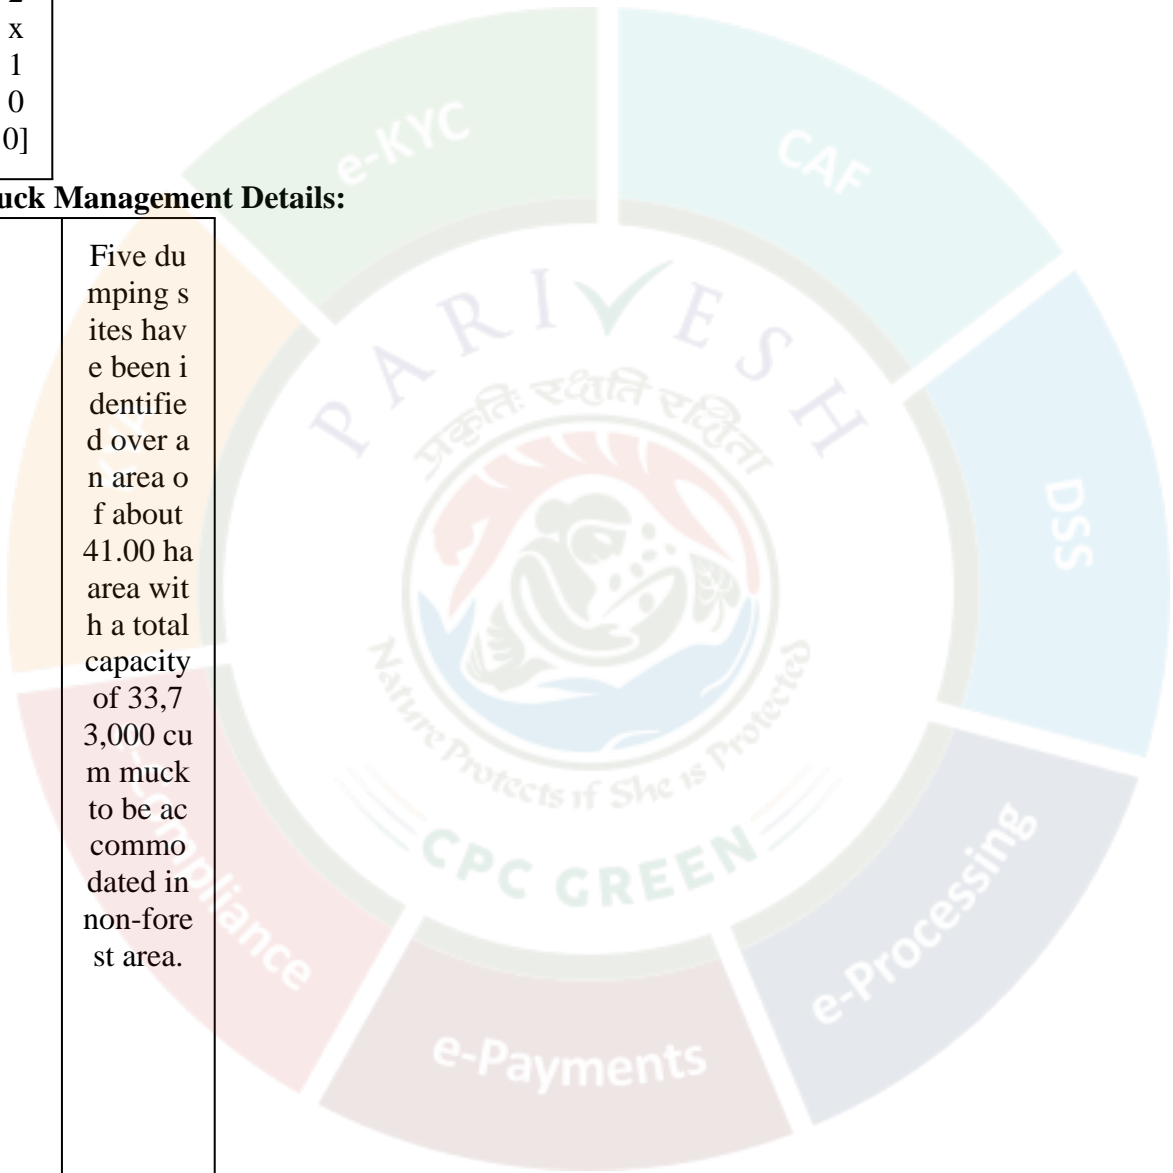 x
1
0
0]
uck Management Details:
Five du
mping s
ites hav
e been i
dentifie
d over a
n area o
f about
41.00 ha
area wit
h a total
capacity
of 33,7
3,000 cu
m muck
to be ac
commo
dated in
non-fore
st area.
e-KYC
CAF
DSS
e-Processing
e-Payments
e-Compliance
PARIVESH
प्रकृतिः रक्षति रक्षिता
Nature Protects if She is Protected
CPC GREEN